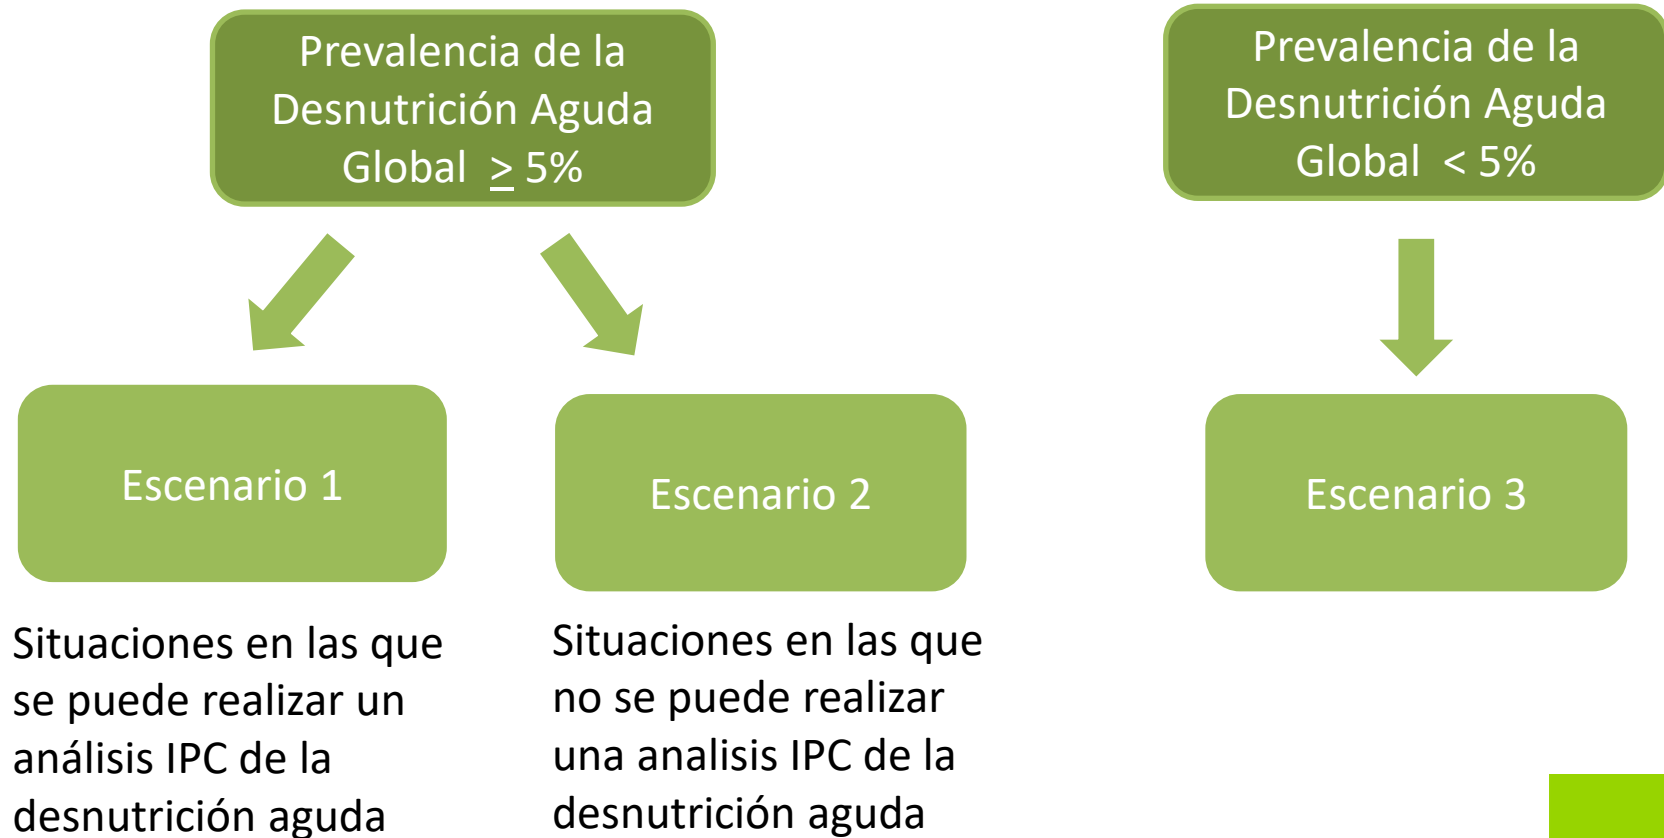 Prevalencia de la
Desnutrición Aguda
Global ≥ 5%
Prevalencia de la
Desnutrición Aguda
Global < 5%
Escenario 1
Escenario 2
Escenario 3
Situaciones en las que
se puede realizar un
análisis IPC de la
desnutrición aguda
Situaciones en las que
no se puede realizar
una analisis IPC de la
desnutrición aguda